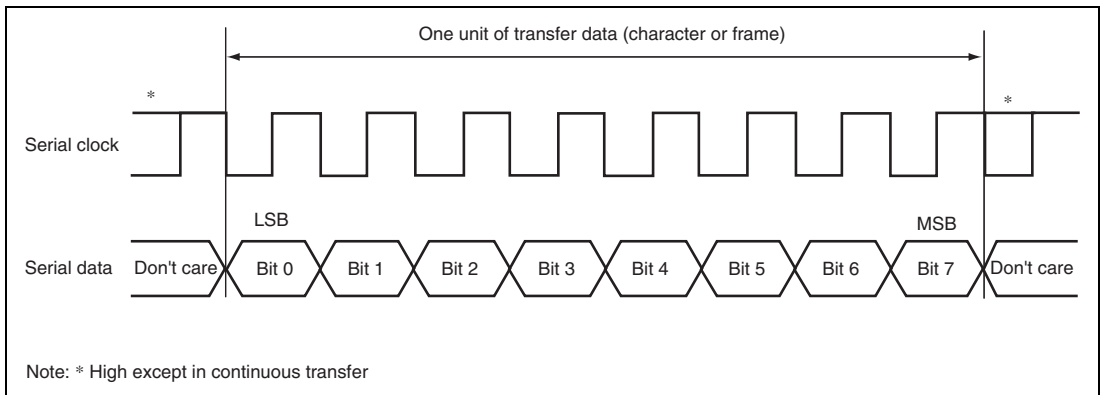 One unit of transfer data (character or frame)
* *
Serial clock
LSB MSB
Serial data Don't care Bit 0 Bit 1 Bit 2 Bit 3 Bit 4 Bit 5 Bit 6 Bit 7 Don't care
Note: * High except in continuous transfer